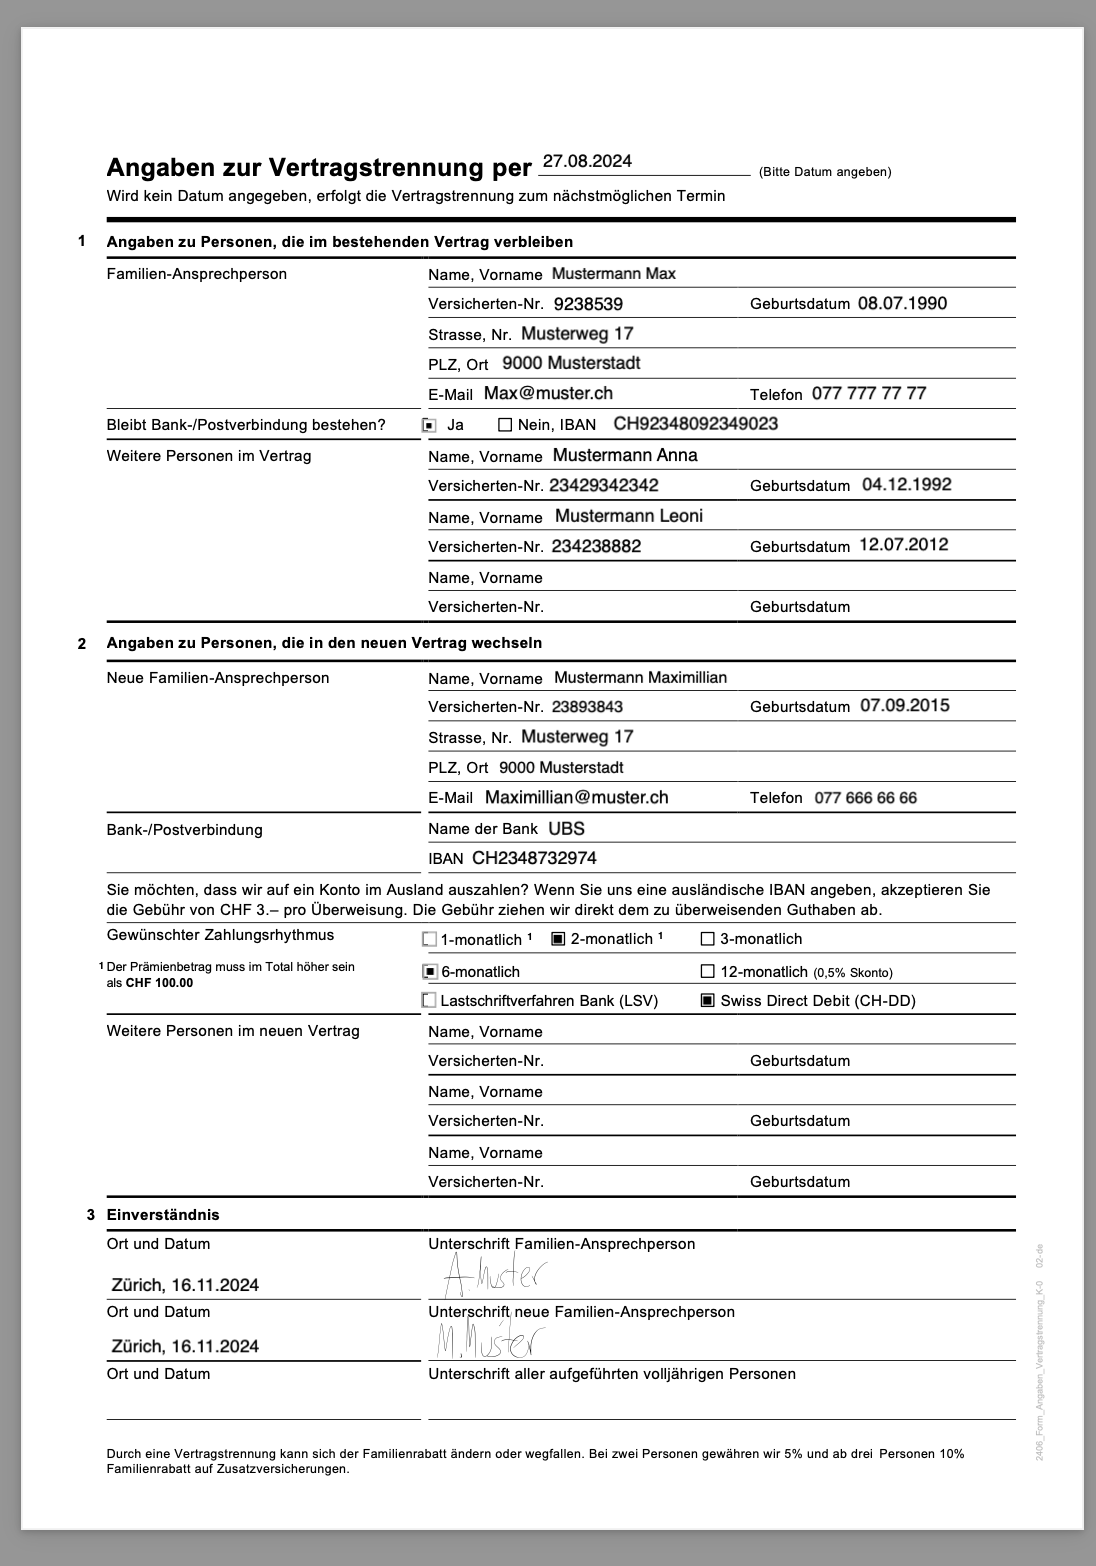 Angaben zur Vertragstrennung per 27.08.2024 (Bitte Datum angeben)
Wird kein Datum angegeben, erfolgt die Vertragstrennung zum nächstmöglichen Termin
1 Angaben zu Personen, die im bestehenden Vertrag verbleiben
Familien-Ansprechperson Name, Vorname Mustermann Max
Versicherten-Nr. 9238539 Geburtsdatum 08.07.1990
Strasse, Nr. Musterweg 17
PLZ, Ort 9000 Musterstadt
E-Mail Max@muster.ch Telefon 077 777 77 77
Bleibt Bank-/Postverbindung bestehen? Ja Nein, IBAN CH92348092349023
Weitere Personen im Vertrag Name, Vorname Mustermann Anna
Versicherten-Nr. 23429342342 Geburtsdatum 04.12.1992
Name, Vorname Mustermann Leoni
Versicherten-Nr. 234238882 Geburtsdatum 12.07.2012
Name, Vorname
Versicherten-Nr. Geburtsdatum
2 Angaben zu Personen, die in den neuen Vertrag wechseln
Neue Familien-Ansprechperson Name, Vorname Mustermann Maximillian
Versicherten-Nr. 23893843 Geburtsdatum 07.09.2015
Strasse, Nr. Musterweg 17
PLZ, Ort 9000 Musterstadt
E-Mail Maximillian@muster.ch Telefon 077 666 66 66
Bank-/Postverbindung Name der Bank UBS
IBAN CH2348732974
Sie möchten, dass wir auf ein Konto im Ausland auszahlen? Wenn Sie uns eine ausländische IBAN angeben, akzeptieren Sie
die Gebühr von CHF 3.– pro Überweisung. Die Gebühr ziehen wir direkt dem zu überweisenden Guthaben ab.
Gewünschter Zahlungsrhythmus 1-monatlich ¹ 2-monatlich ¹ 3-monatlich
¹ Der Prämienbetrag muss im Total höher sein
als CHF 100.00
6-monatlich 12-monatlich (0,5% Skonto)
Lastschriftverfahren Bank (LSV) Swiss Direct Debit (CH-DD)
Weitere Personen im neuen Vertrag Name, Vorname
Versicherten-Nr. Geburtsdatum
Name, Vorname
Versicherten-Nr. Geburtsdatum
Name, Vorname
Versicherten-Nr. Geburtsdatum
3 Einverständnis
Ort und Datum Unterschrift Familien-Ansprechperson
Zürich, 16.11.2024 A. Muster
Ort und Datum Unterschrift neue Familien-Ansprechperson
Zürich, 16.11.2024 M. Muster
Ort und Datum Unterschrift aller aufgeführten volljährigen Personen
Durch eine Vertragstrennung kann sich der Familienrabatt ändern oder wegfallen. Bei zwei Personen gewähren wir 5% und ab drei Personen 10%
Familienrabatt auf Zusatzversicherungen.
2406_Form_Angaben_Vertragstrennung_K-0 02-de